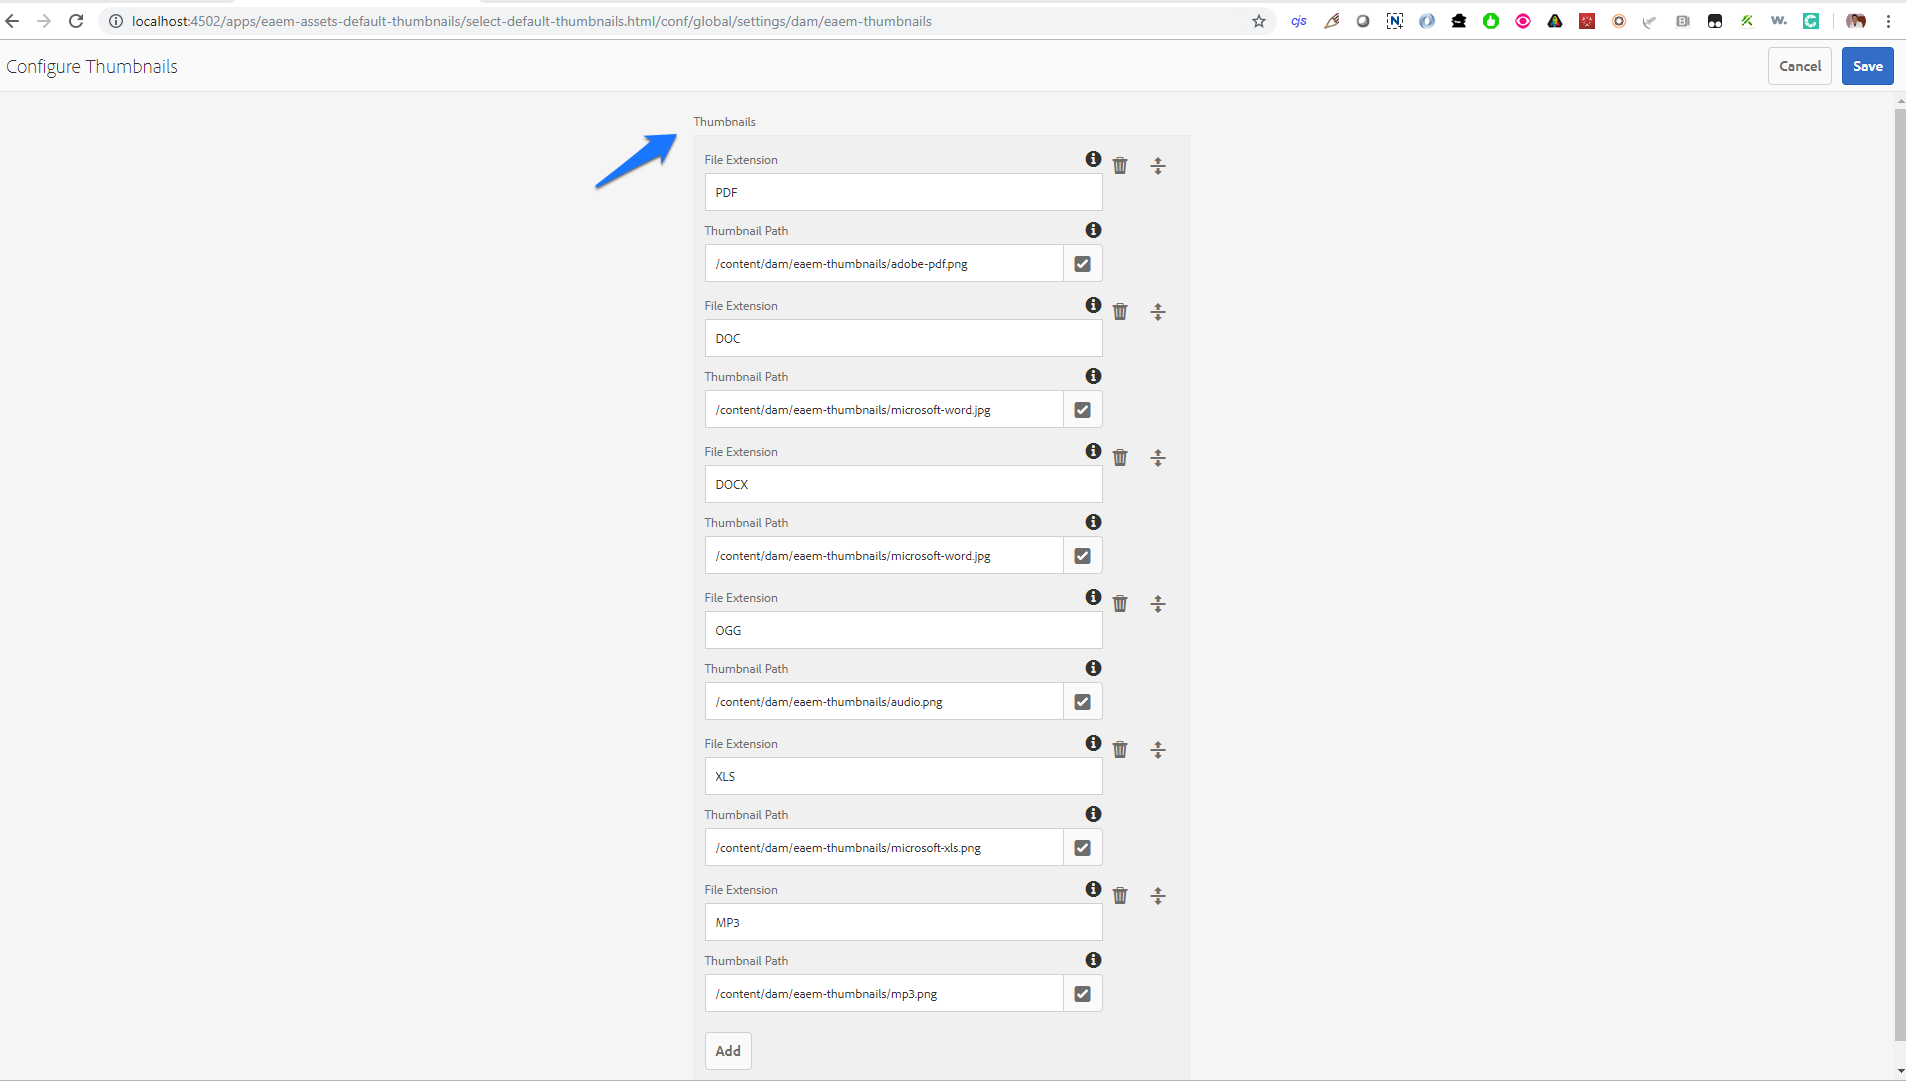 localhost:4502/apps/eaem-assets-default-thumbnails/select-default-thumbnails.html/conf/global/settings/dam/eaem-thumbnails
cjs
N
BI
w.
Configure Thumbnails
Cancel
Save
Thumbnails
File Extension
PDF
Thumbnail Path
/content/dam/eaem-thumbnails/adobe-pdf.png
File Extension
DOC
Thumbnail Path
/content/dam/eaem-thumbnails/microsoft-word.jpg
File Extension
DOCX
Thumbnail Path
/content/dam/eaem-thumbnails/microsoft-word.jpg
File Extension
OGG
Thumbnail Path
/content/dam/eaem-thumbnails/audio.png
File Extension
XLS
Thumbnail Path
/content/dam/eaem-thumbnails/microsoft-xls.png
File Extension
MP3
Thumbnail Path
/content/dam/eaem-thumbnails/mp3.png
Add